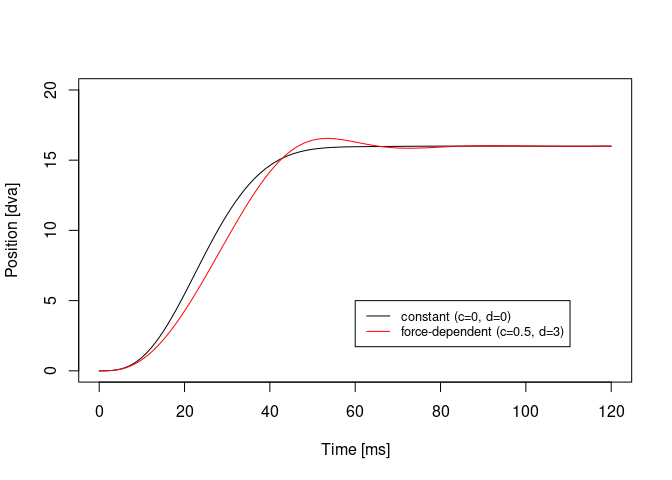 20
15
10
5
0
Position [dva]
constant (c=0, d=0)
force-dependent (c=0.5, d=3)
0 20 40 60 80 100 120
Time [ms]